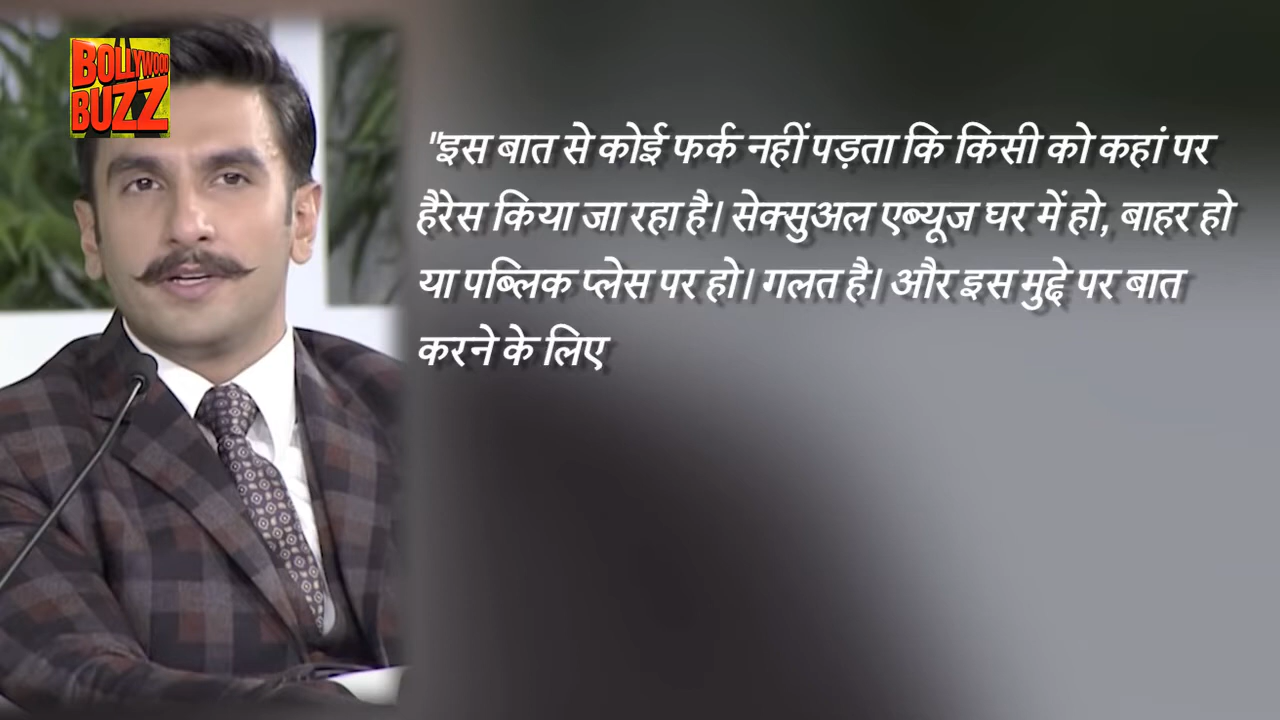 BOLLYWOOD
BUZZ
"इस बात से कोई फर्क नहीं पड़ता कि किसी को कहां पर
हैरेस किया जा रहा है। सेक्सुअल एब्यूज घर में हो, बाहर हो
या पब्लिक प्लेस पर हो। गलत है। और इस मुद्दे पर बात
करने के लिए